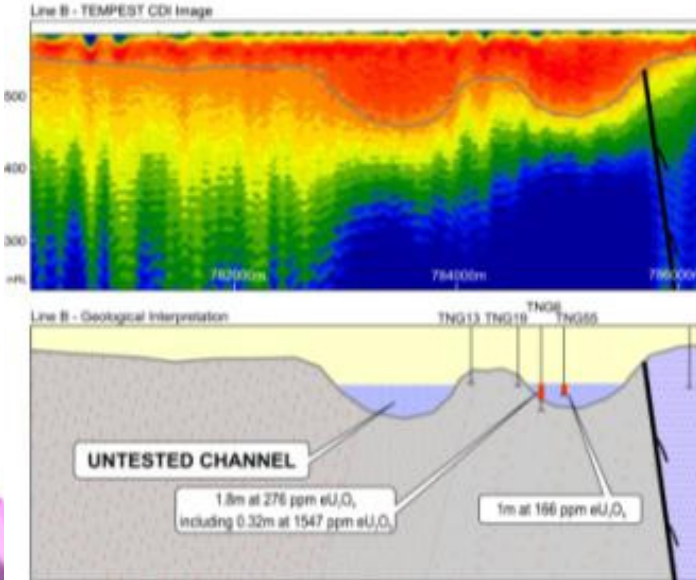 Line B - TEMPEST CDI Image
500
400
300
mRL
782000m
784000m
786000m
Line B - Geological Interpretation
TNG6
TNG13 TNG19 TNG55
UNTESTED CHANNEL
1.8m at 276 ppm eU₃O₈
including 0.32m at 1547 ppm eU₃O₈
1m at 166 ppm eU₃O₈